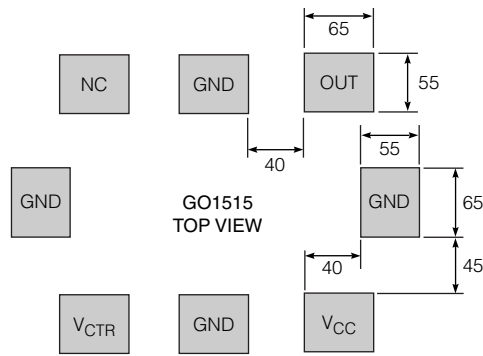 65
NC
GND
OUT
55
40
55
GND
GO1515
TOP VIEW
GND
65
40
45
VCTR
GND
VCC